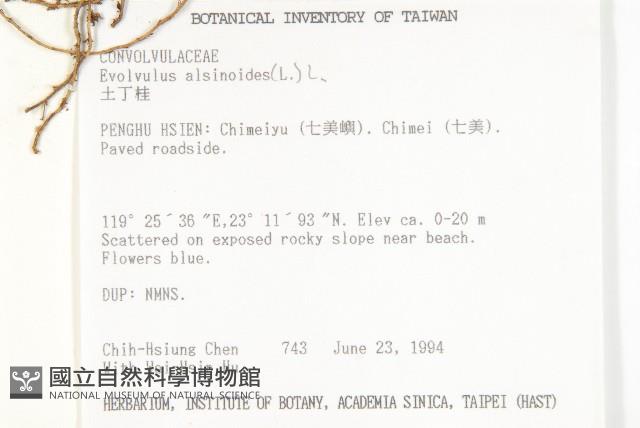 BOTANICAL INVENTORY OF TAIWAN
CONVOLVULACEAE
Evolvulus alsinoides(L.) L.
土丁桂
PENGHU HSIEN: Chimeiyu (七美嶼). Chimei (七美).
Paved roadside.
119° 25´ 36 ″E,23° 11´ 93 ″N. Elev ca. 0-20 m
Scattered on exposed rocky slope near beach.
Flowers blue.
DUP: NMNS.
Chih-Hsiung Chen 743 June 23, 1994
With
國立自然科學博物館
NATIONAL MUSEUM OF NATURAL SCIENCE
HERBARIUM, INSTITUTE OF BOTANY, ACADEMIA SINICA, TAIPEI (HAST)